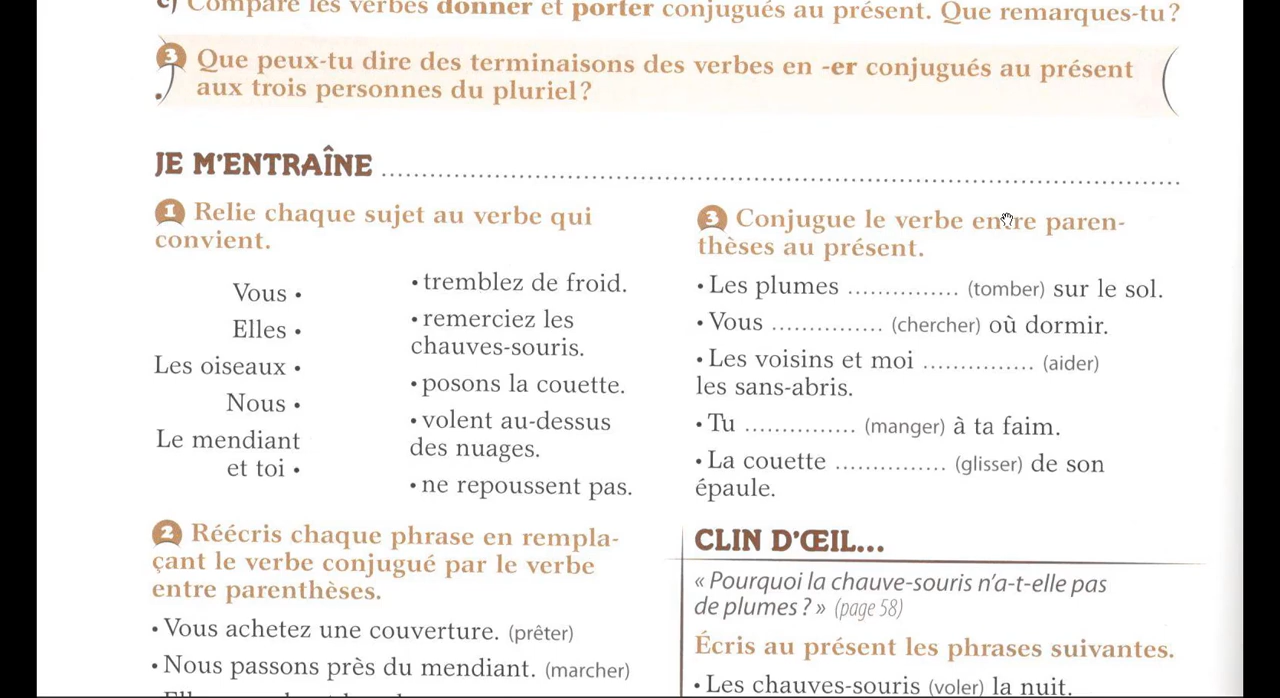 c) Compare les verbes donner et porter conjugués au présent. Que remarques-tu ?
3 Que peux-tu dire des terminaisons des verbes en -er conjugués au présent
aux trois personnes du pluriel ?
JE M'ENTRAÎNE
1 Relie chaque sujet au verbe qui
convient.
Vous •
Elles •
Les oiseaux •
Nous •
Le mendiant
et toi •
• tremblez de froid.
• remerciez les
chauves-souris.
• posons la couette.
• volent au-dessus
des nuages.
• ne repoussent pas.
2 Réécris chaque phrase en rempla-
çant le verbe conjugué par le verbe
entre parenthèses.
• Vous achetez une couverture. (prêter)
• Nous passons près du mendiant. (marcher)
3 Conjugue le verbe entre paren-
thèses au présent.
• Les plumes ............... (tomber) sur le sol.
• Vous ............... (chercher) où dormir.
• Les voisins et moi ............... (aider)
les sans-abris.
• Tu ............... (manger) à ta faim.
• La couette ............... (glisser) de son
épaule.
CLIN D'ŒIL...
« Pourquoi la chauve-souris n'a-t-elle pas
de plumes ? » (page 58)
Écris au présent les phrases suivantes.
• Les chauves-souris (voler) la nuit.